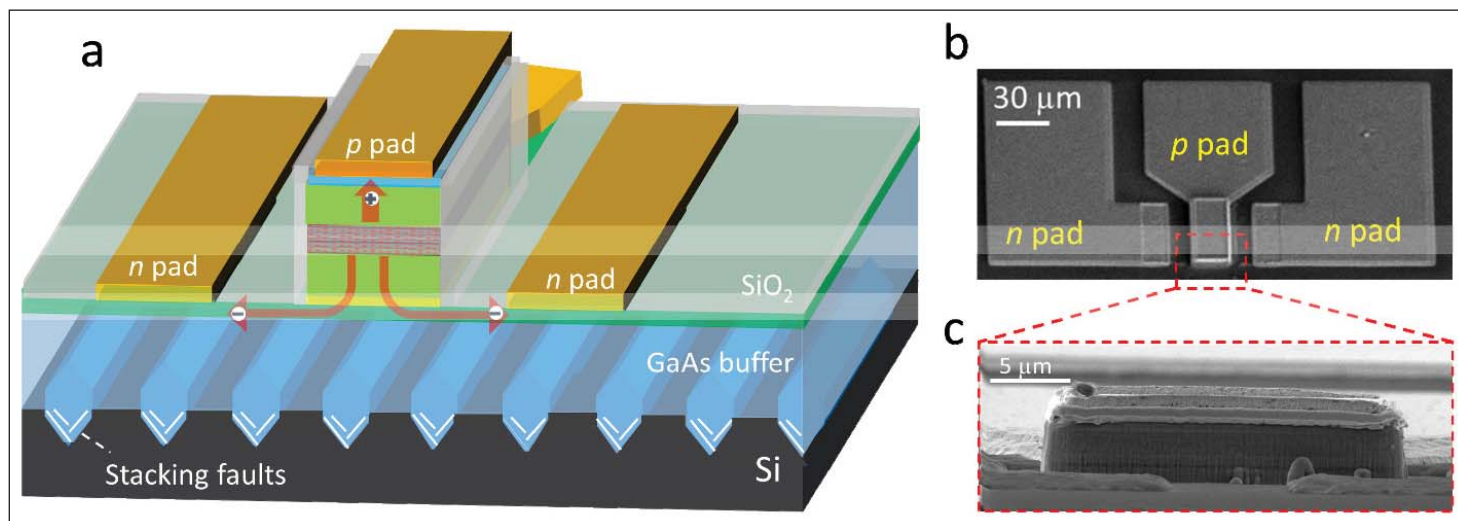 a
p pad
n pad
n pad
SiO₂
GaAs buffer
Stacking faults
Si
b
30 μm
p pad
n pad
n pad
c
5 μm